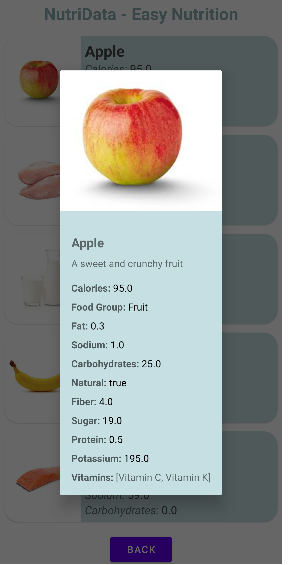 NutriData - Easy Nutrition
Apple
Calories: 95.0
Apple
A sweet and crunchy fruit
Calories: 95.0
Food Group: Fruit
Fat: 0.3
Sodium: 1.0
Carbohydrates: 25.0
Natural: true
Fiber: 4.0
Sugar: 19.0
Protein: 0.5
Potassium: 195.0
Vitamins: [Vitamin C, Vitamin K]
Sodium: 59.0
Carbohydrates: 0.0
BACK